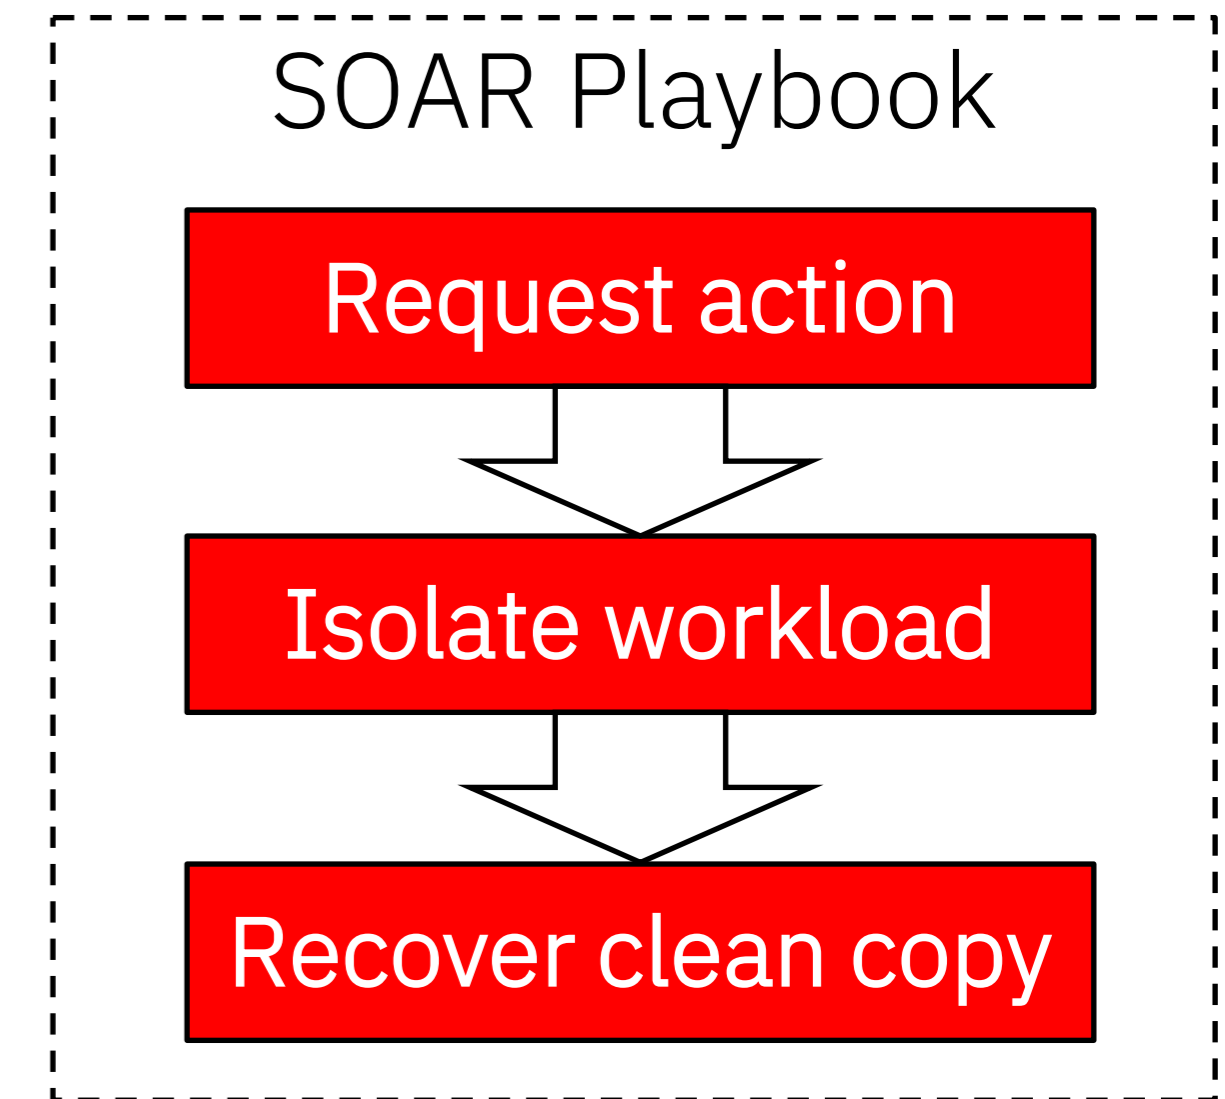 SOAR Playbook
Request action
Isolate workload
Recover clean copy